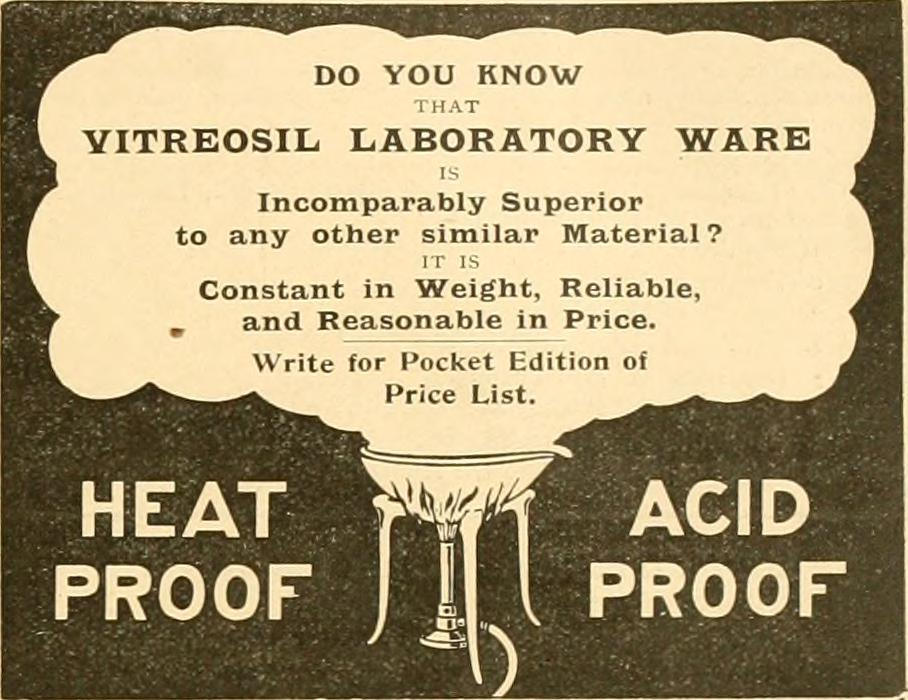 DO YOU KNOW
THAT
VITREOSIL LABORATORY WARE
IS
Incomparably Superior
to any other similar Material?
IT IS
Constant in Weight, Reliable,
and Reasonable in Price.
Write for Pocket Edition of
Price List.
HEAT
PROOF
ACID
PROOF